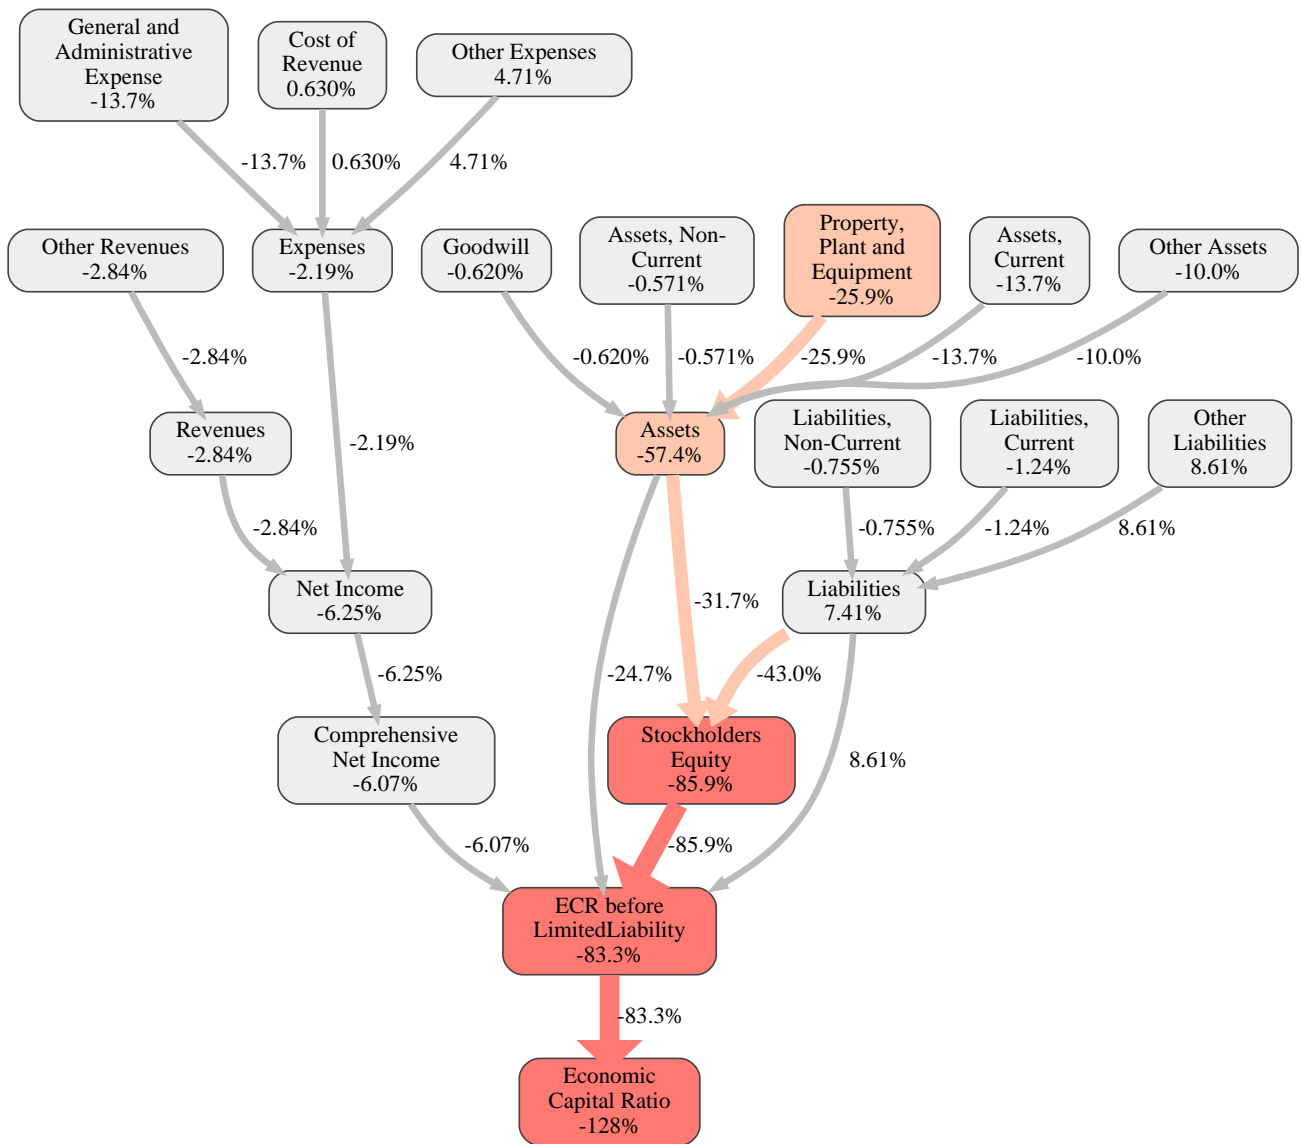 General and
Administrative
Expense
-13.7%
Cost of
Revenue
0.630%
Other Expenses
4.71%
-13.7%
0.630%
4.71%
Other Revenues
-2.84%
Expenses
-2.19%
Goodwill
-0.620%
Assets, Non-
Current
-0.571%
Property,
Plant and
Equipment
-25.9%
Assets,
Current
-13.7%
Other Assets
-10.0%
-2.84%
-0.620%
-0.571%
-25.9%
-13.7%
-10.0%
Revenues
-2.84%
-2.19%
Assets
-57.4%
Liabilities,
Non-Current
-0.755%
Liabilities,
Current
-1.24%
Other
Liabilities
8.61%
-2.84%
-0.755%
-1.24%
8.61%
Net Income
-6.25%
-31.7%
Liabilities
7.41%
-6.25%
-24.7%
-43.0%
Comprehensive
Net Income
-6.07%
Stockholders
Equity
-85.9%
8.61%
-6.07%
-85.9%
ECR before
LimitedLiability
-83.3%
-83.3%
Economic
Capital Ratio
-128%